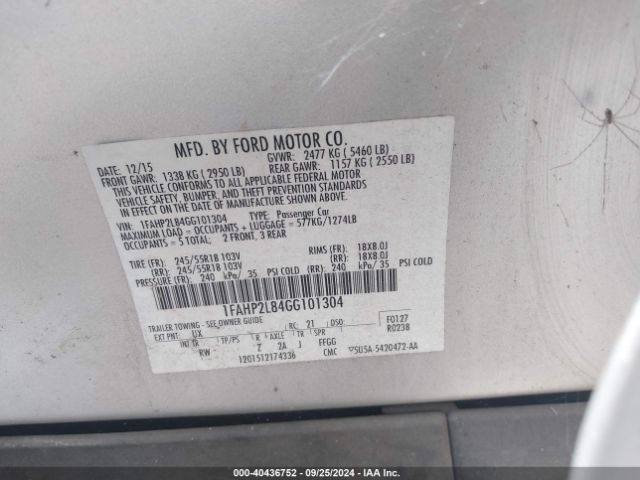 MFD. BY FORD MOTOR CO.
DATE: 12/15 GVWR: 2477 KG ( 5460 LB)
FRONT GAWR: 1338 KG ( 2950 LB) REAR GAWR: 1157 KG ( 2550 LB)
THIS VEHICLE CONFORMS TO ALL APPLICABLE FEDERAL MOTOR
VEHICLE SAFETY, BUMPER, AND THEFT PREVENTION STANDARDS
IN EFFECT ON THE DATE OF MANUFACTURE SHOWN ABOVE.
VIN: 1FAHP2L84GG101304 TYPE: Passenger Car
MAXIMUM LOAD = OCCUPANTS + LUGGAGE = 577KG/1274LB
OCCUPANTS = 5 TOTAL, 2 FRONT, 3 REAR
TIRE (FR): 245/55R18 103V RIMS (FR): 18X8.0J
(RR): 245/55R18 103V (RR): 18X8.0J
PRESSURE (FR): 240 kPa/ 35 PSI COLD (RR): 240 kPa/ 35 PSI COLD
1FAHP2L84GG101304
TRAILER TOWING - SEE OWNER GUIDE
EXT PNT: UX RC: 21 DSO: F0127
R0238
INT TR TP/PS R AXLE TR SPR
RW Z 2A J FFGG
1201512174336 CMC 5U5A-5420472-AA
© - 40436752 - 09/25/2024 - IAA Inc.